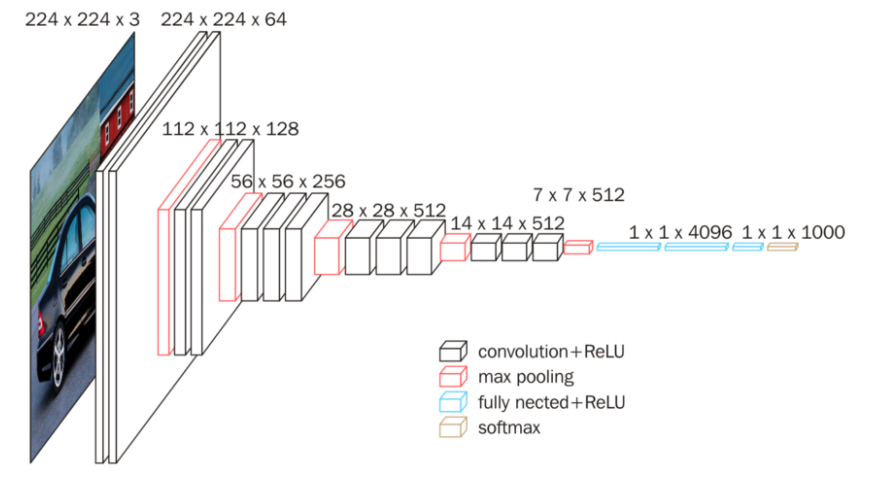 224 x 224 x 3
224 x 224 x 64
112 x 112 x 128
56 x 56 x 256
28 x 28 x 512
14 x 14 x 512
7 x 7 x 512
1 x 1 x 4096
1 x 1 x 1000
convolution+ReLU
max pooling
fully nected+ReLU
softmax